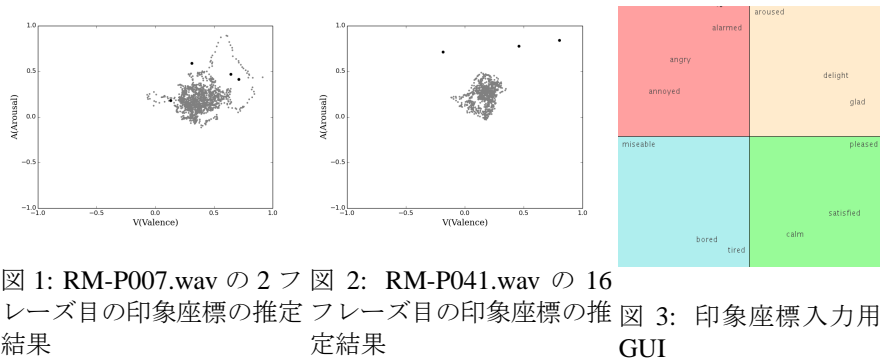 1.0
0.5
0.0
−0.5
−1.0
A(Arousal)
−1.0
−0.5
0.0
0.5
1.0
V(Valence)
図 1: RM-P007.wav の 2 フ
レーズ目の印象座標の推定
結果
1.0
0.5
0.0
−0.5
−1.0
A(Arousal)
−1.0
−0.5
0.0
0.5
1.0
V(Valence)
図 2: RM-P041.wav の 16
フレーズ目の印象座標の推
定結果
aroused
alarmed
angry
delight
annoyed
glad
miseable
pleased
satisfied
calm
bored
tired
図 3: 印象座標入力用
GUI